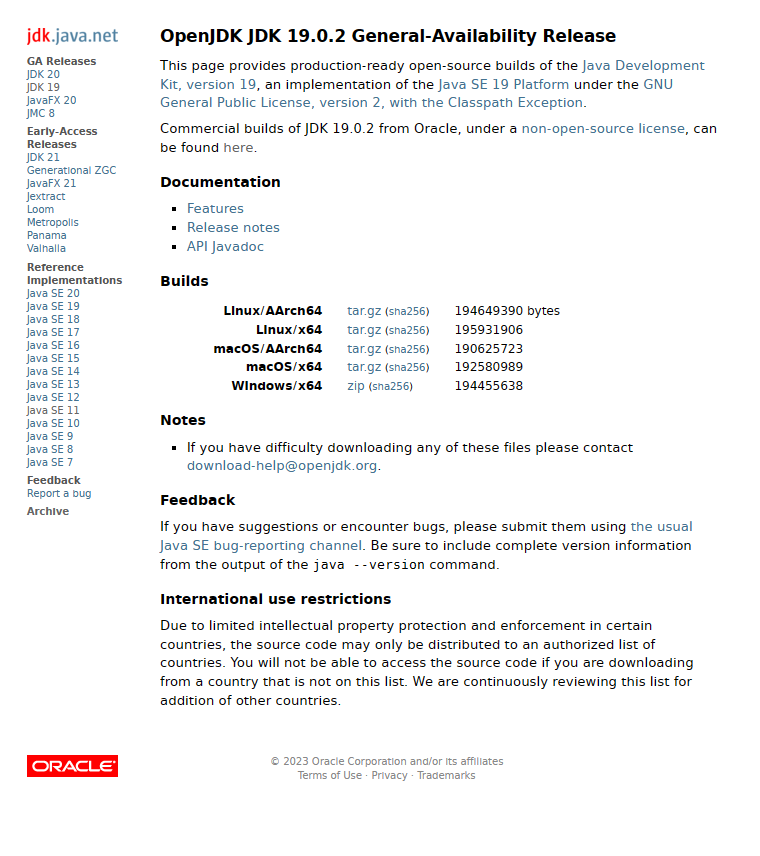 jdk.java.net
GA Releases
JDK 20
JDK 19
JavaFX 20
JMC 8
Early-Access
Releases
JDK 21
Generational ZGC
JavaFX 21
Jextract
Loom
Metropolis
Panama
Valhalla
Reference
Implementations
Java SE 20
Java SE 19
Java SE 18
Java SE 17
Java SE 16
Java SE 15
Java SE 14
Java SE 13
Java SE 12
Java SE 11
Java SE 10
Java SE 9
Java SE 8
Java SE 7
Feedback
Report a bug
Archive
OpenJDK JDK 19.0.2 General-Availability Release
This page provides production-ready open-source builds of the Java Development
Kit, version 19, an implementation of the Java SE 19 Platform under the GNU
General Public License, version 2, with the Classpath Exception.
Commercial builds of JDK 19.0.2 from Oracle, under a non-open-source license, can
be found here.
Documentation
Features
Release notes
API Javadoc
Builds
Linux/AArch64 tar.gz (sha256) 194649390 bytes
Linux/x64 tar.gz (sha256) 195931906
macOS/AArch64 tar.gz (sha256) 190625723
macOS/x64 tar.gz (sha256) 192580989
Windows/x64 zip (sha256) 194455638
Notes
If you have difficulty downloading any of these files please contact
download-help@openjdk.org.
Feedback
If you have suggestions or encounter bugs, please submit them using the usual
Java SE bug-reporting channel. Be sure to include complete version information
from the output of the java --version command.
International use restrictions
Due to limited intellectual property protection and enforcement in certain
countries, the source code may only be distributed to an authorized list of
countries. You will not be able to access the source code if you are downloading
from a country that is not on this list. We are continuously reviewing this list for
addition of other countries.
ORACLE
© 2023 Oracle Corporation and/or its affiliates
Terms of Use · Privacy · Trademarks